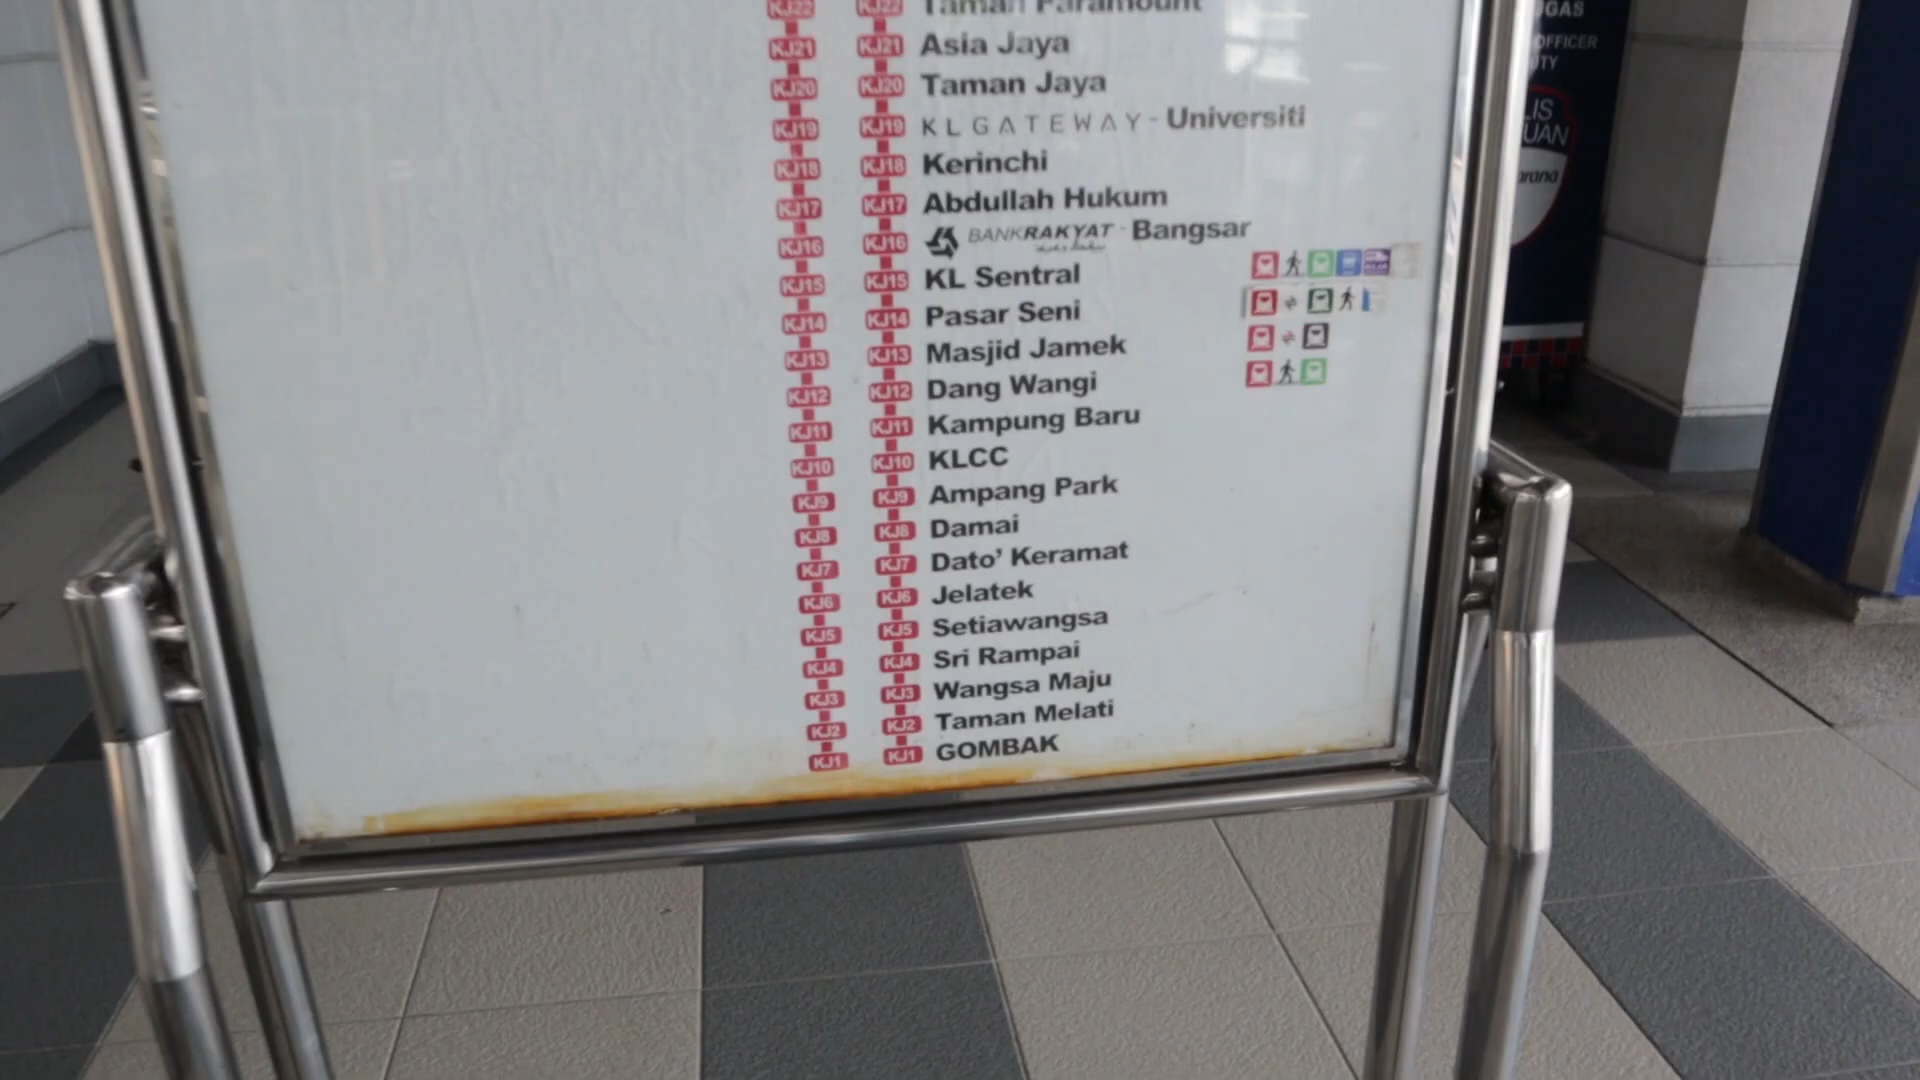 KJ22 KJ22 Taman Paramount
KJ21 KJ21 Asia Jaya
KJ20 KJ20 Taman Jaya
KJ19 KJ19 KL GATEWAY - Universiti
KJ18 KJ18 Kerinchi
KJ17 KJ17 Abdullah Hukum
KJ16 KJ16 BANKRAKYAT - Bangsar
KJ15 KJ15 KL Sentral
KJ14 KJ14 Pasar Seni
KJ13 KJ13 Masjid Jamek
KJ12 KJ12 Dang Wangi
KJ11 KJ11 Kampung Baru
KJ10 KJ10 KLCC
KJ9 KJ9 Ampang Park
KJ8 KJ8 Damai
KJ7 KJ7 Dato’ Keramat
KJ6 KJ6 Jelatek
KJ5 KJ5 Setiawangsa
KJ4 KJ4 Sri Rampai
KJ3 KJ3 Wangsa Maju
KJ2 KJ2 Taman Melati
KJ1 KJ1 GOMBAK
OFFICER